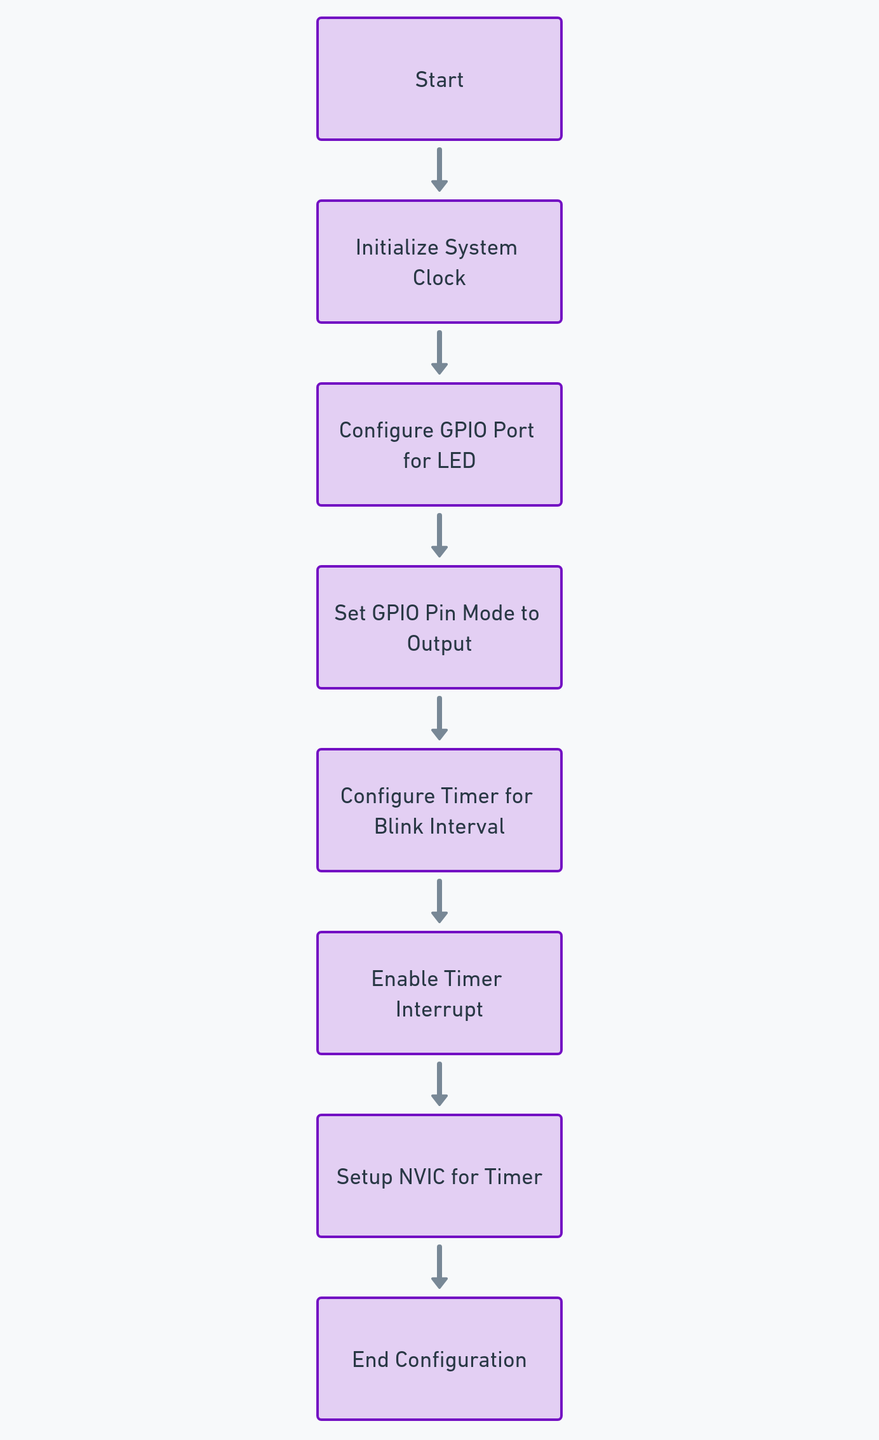 Start
Initialize System
Clock
Configure GPIO Port
for LED
Set GPIO Pin Mode to
Output
Configure Timer for
Blink Interval
Enable Timer
Interrupt
Setup NVIC for Timer
End Configuration